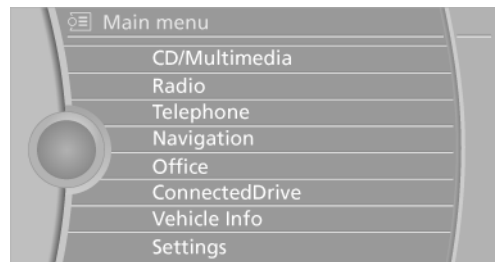 Main menu
CD/Multimedia
Radio
Telephone
Navigation
Office
ConnectedDrive
Vehicle Info
Settings